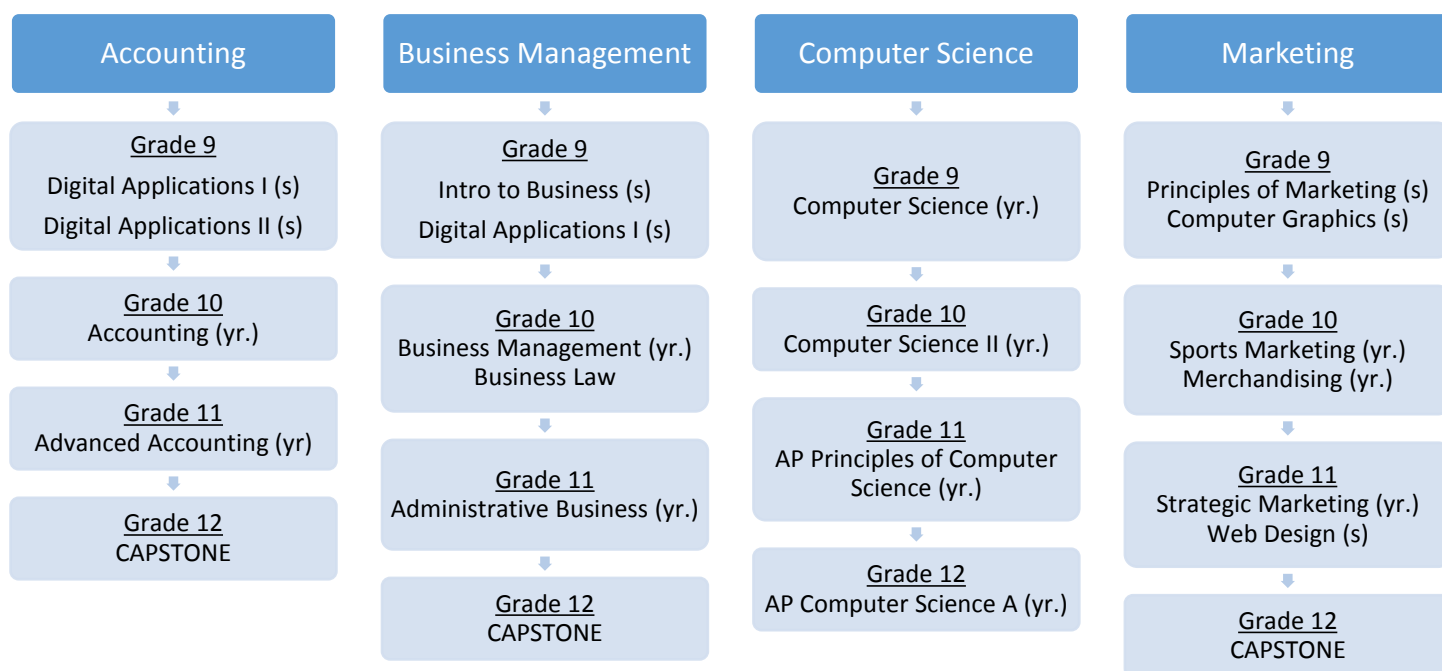 Accounting
Grade 9
Digital Applications I (s)
Digital Applications II (s)
Grade 10
Accounting (yr.)
Grade 11
Advanced Accounting (yr)
Grade 12
CAPSTONE
Business Management
Grade 9
Intro to Business (s)
Digital Applications I (s)
Grade 10
Business Management (yr.)
Business Law
Grade 11
Administrative Business (yr.)
Grade 12
CAPSTONE
Computer Science
Grade 9
Computer Science (yr.)
Grade 10
Computer Science II (yr.)
Grade 11
AP Principles of Computer
Science (yr.)
Grade 12
AP Computer Science A (yr.)
Marketing
Grade 9
Principles of Marketing (s)
Computer Graphics (s)
Grade 10
Sports Marketing (yr.)
Merchandising (yr.)
Grade 11
Strategic Marketing (yr.)
Web Design (s)
Grade 12
CAPSTONE